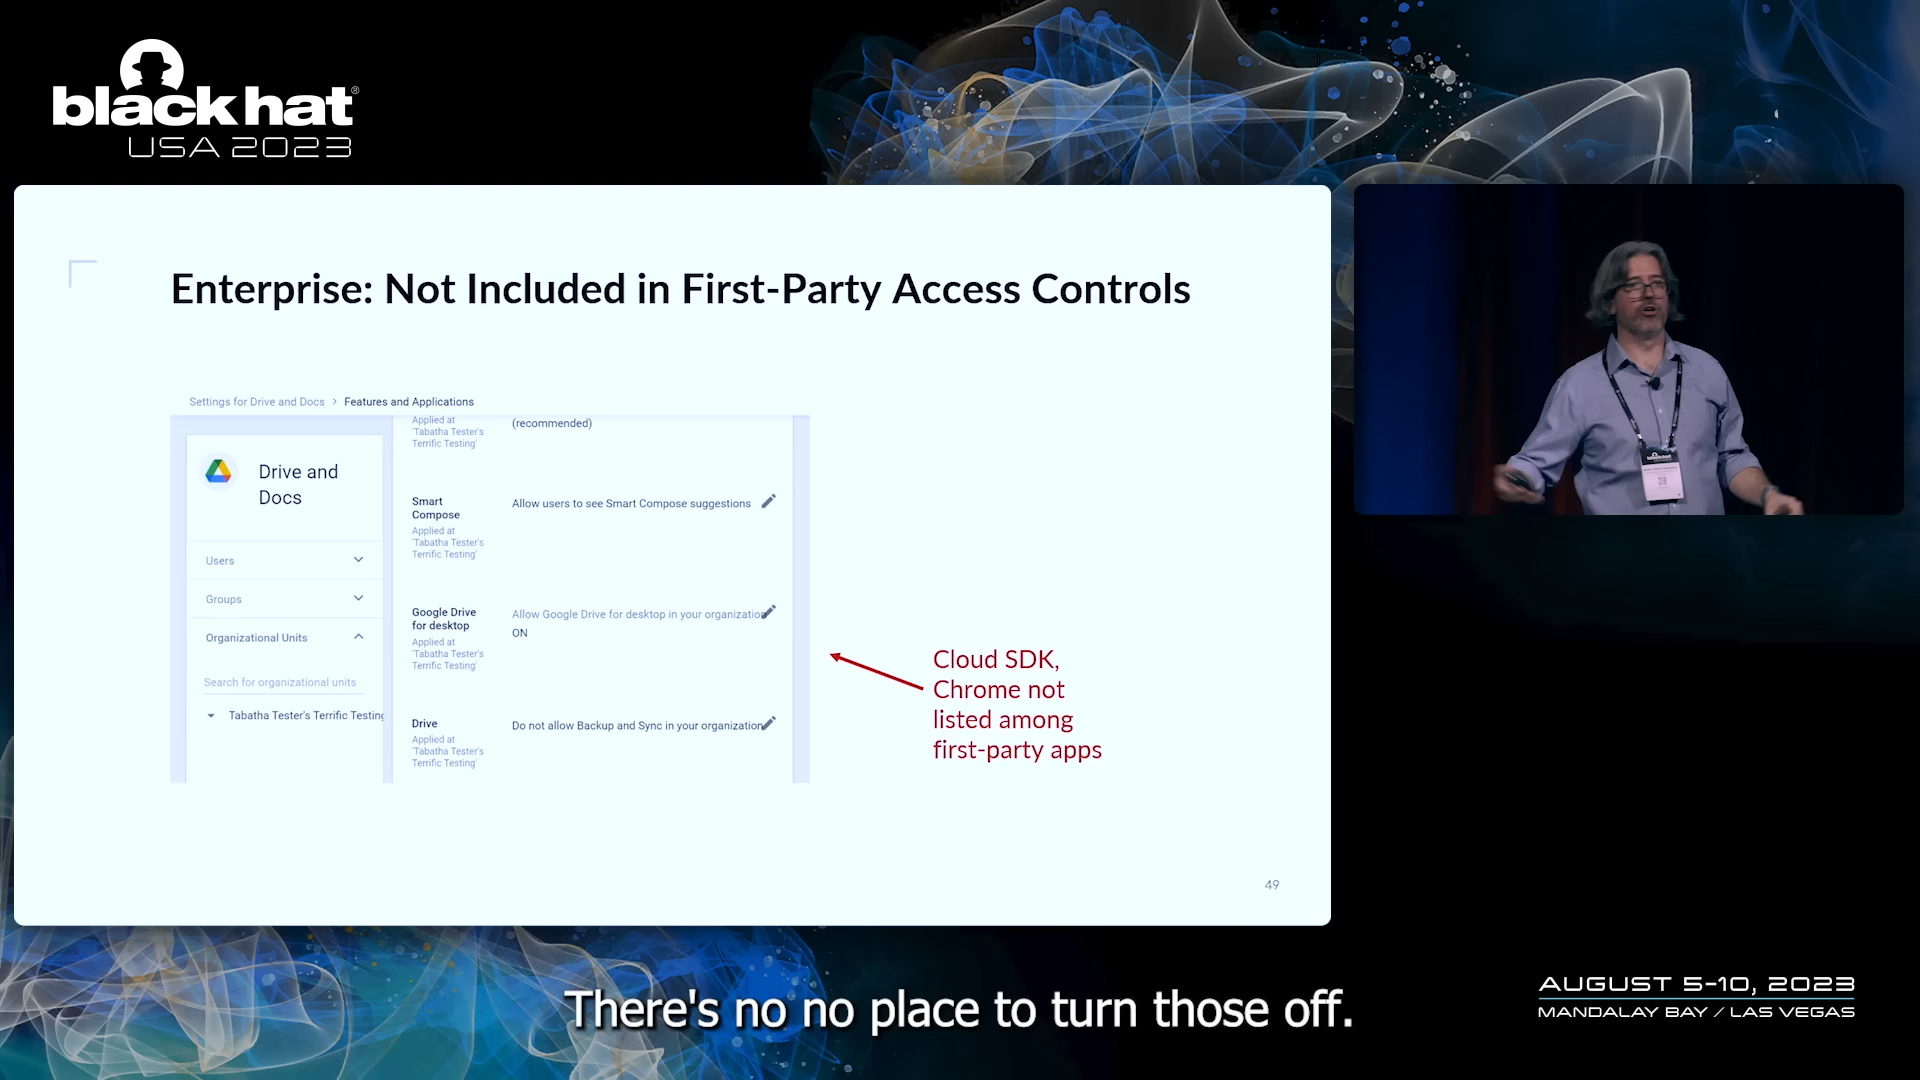 black hat®
USA 2023
Enterprise: Not Included in First-Party Access Controls
Settings for Drive and Docs > Features and Applications
Drive and
Docs
Users
Groups
Organizational Units
Search for organizational units
Tabatha Tester's Terrific Testing
Applied at
'Tabatha Tester's
Terrific Testing'
(recommended)
Smart
Compose
Applied at
'Tabatha Tester's
Terrific Testing'
Allow users to see Smart Compose suggestions
Google Drive
for desktop
Applied at
'Tabatha Tester's
Terrific Testing'
Allow Google Drive for desktop in your organization
ON
Drive
Applied at
'Tabatha Tester's
Terrific Testing'
Do not allow Backup and Sync in your organization
Cloud SDK,
Chrome not
listed among
first-party apps
49
There's no no place to turn those off.
AUGUST 5-10, 2023
MANDALAY BAY / LAS VEGAS